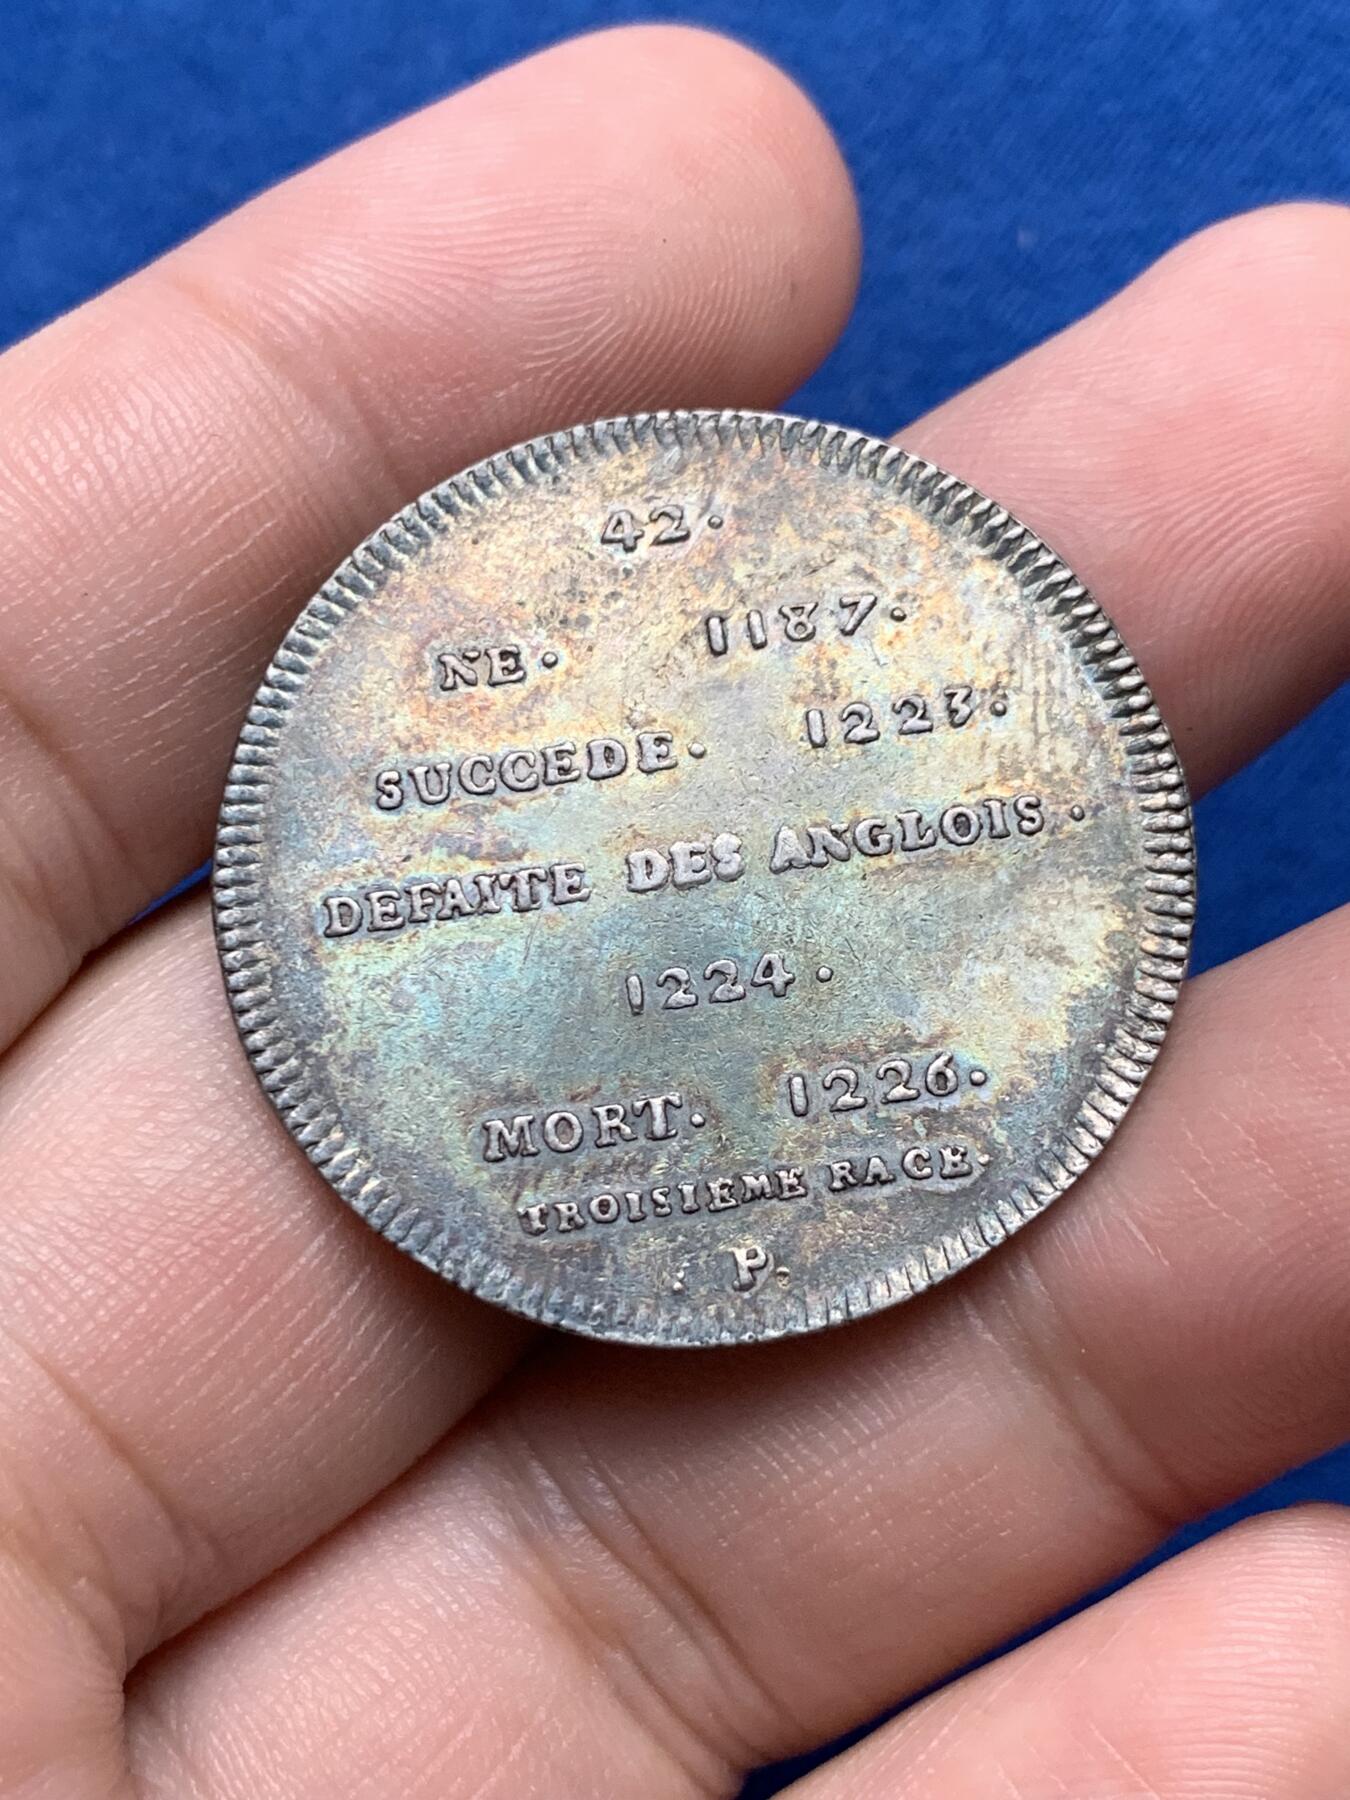 42.
NE. 1187.
SUCCEDE. 1223.
DEFAITE DES ANGLOIS.
1224.
MORT. 1226.
TROISIEME RACE.
. P.